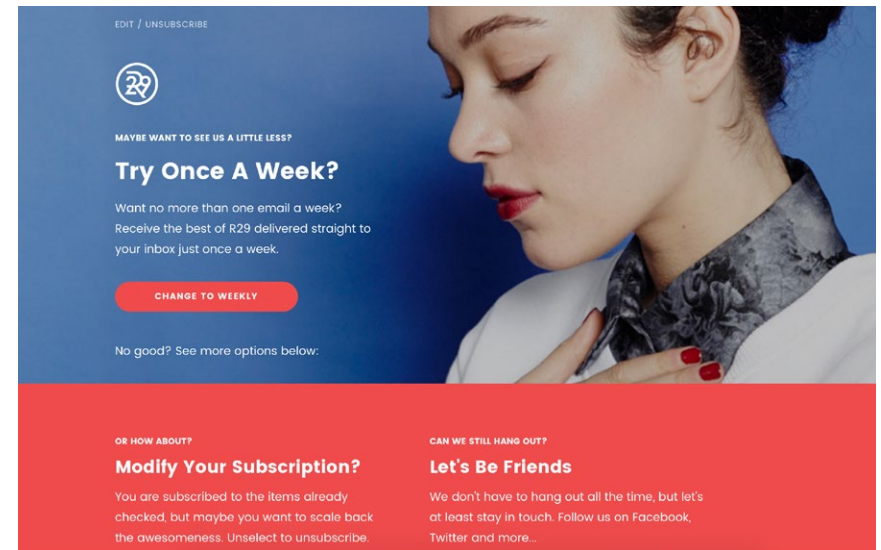 EDIT / UNSUBSCRIBE
R29
MAYBE WANT TO SEE US A LITTLE LESS?
Try Once A Week?
Want no more than one email a week?
Receive the best of R29 delivered straight to
your inbox just once a week.
CHANGE TO WEEKLY
No good? See more options below:
OR HOW ABOUT?
Modify Your Subscription?
You are subscribed to the items already
checked, but maybe you want to scale back
the awesomeness. Unselect to unsubscribe.
CAN WE STILL HANG OUT?
Let's Be Friends
We don't have to hang out all the time, but let's
at least stay in touch. Follow us on Facebook,
Twitter and more...